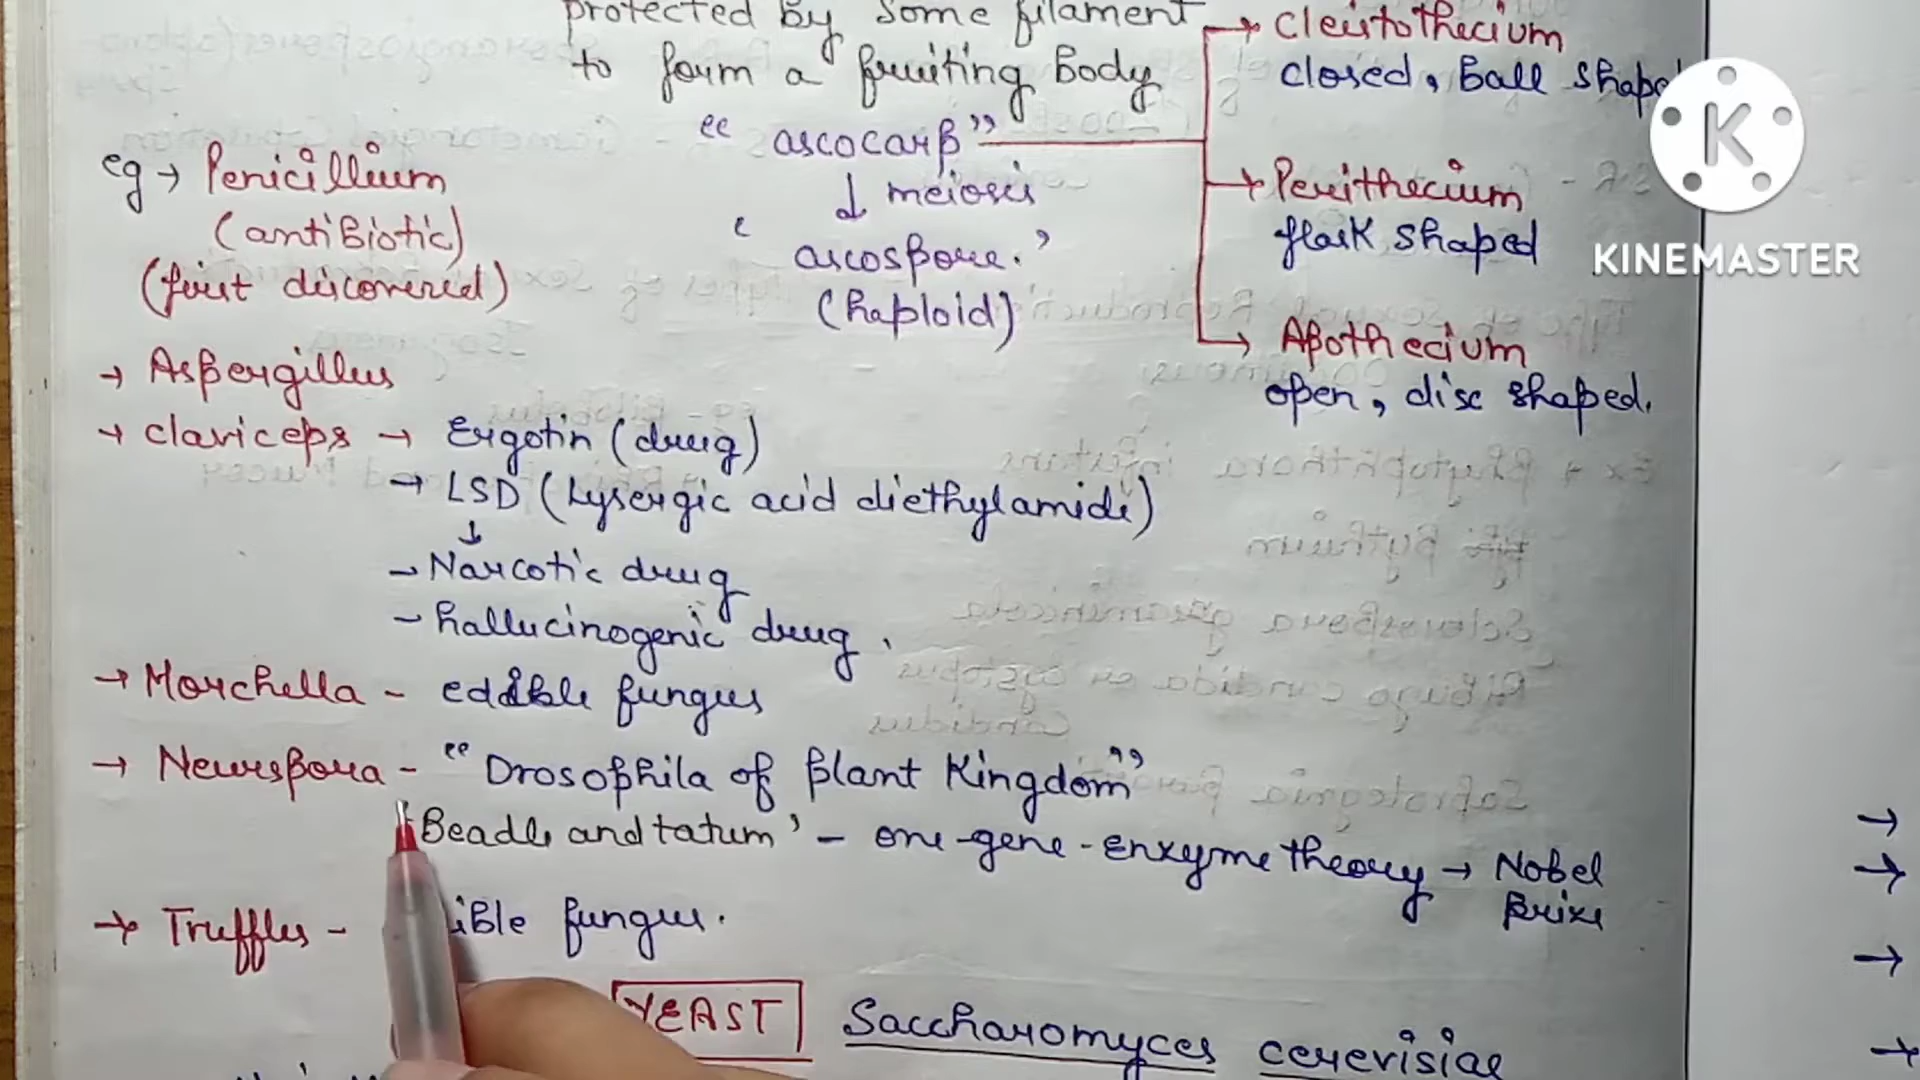 protected by some filament
to form a fruiting Body
"ascocarp"
↓ meiosis
'ascospore.'
(haploid)
→ Cleistothecium
closed, Ball shape
→ Perithecium
flask shaped
→ Apothecium
open, disc shaped.
K
KINEMASTER
eg → Penicillium
(antiBiotic)
(first discovered)
→ Aspergillus
→ claviceps → Ergotin (drug)
→ LSD (Lysergic acid diethylamide)
↓
- Narcotic drug
- hallucinogenic drug.
→ Morchella - edible fungus
→ Neurospora - "Drosophila of plant Kingdom"
'Beadle and tatum' - one-gene-Enzyme theory → Nobel
prize
→ Truffles - ible fungus.
YEAST Saccharomyces cerevisiae